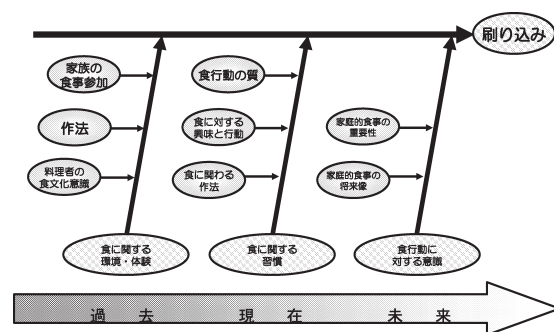 刷り込み
家族の
食事参加
作法
料理者の
食文化意識
食に関する
環境・体験
食行動の質
食に対する
興味と行動
食に関わる
作法
食に関する
習慣
家庭的食事の
重要性
家庭的食事の
将来像
食行動に
対する意識
過去
現在
未来